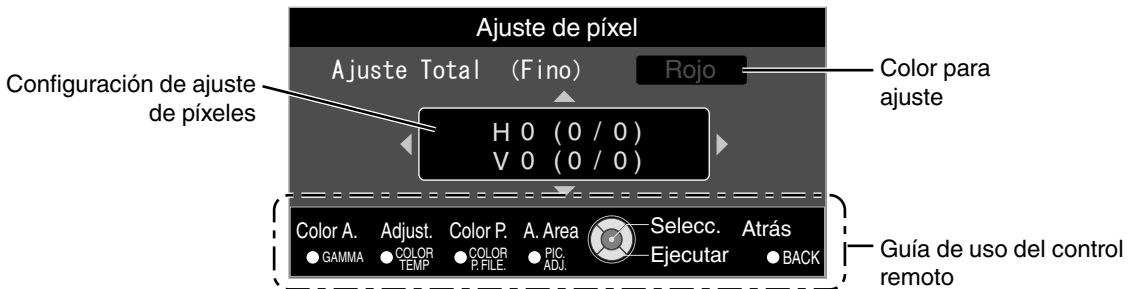 Ajuste de píxel
Ajuste Total (Fino) Rojo
Configuración de ajuste
de píxeles
Color para
ajuste
H 0 (0 / 0)
V 0 (0 / 0)
Color A. Adjust. Color P. A. Area Selecc. Atrás
GAMMA COLOR TEMP COLOR P.FILE. PIC. ADJ. Ejecutar BACK
Guía de uso del control
remoto